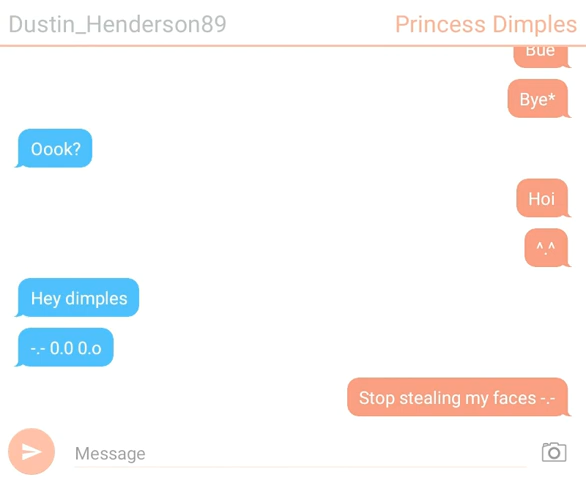 Dustin_Henderson89 Princess Dimples
Bue
Bye*
Oook?
Hoi
^.^
Hey dimples
-.- 0.0 0.o
Stop stealing my faces -.-
Message